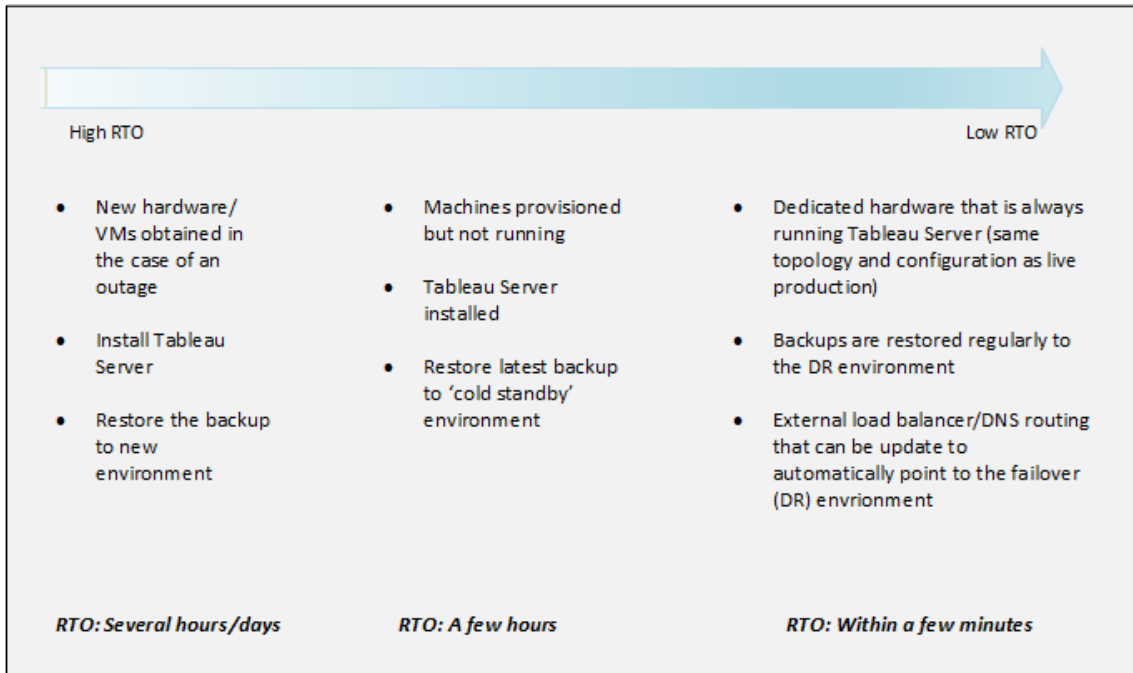 High RTO
Low RTO
● New hardware/
VMs obtained in
the case of an
outage
● Install Tableau
Server
● Restore the backup
to new
environment
● Machines provisioned
but not running
● Tableau Server
installed
● Restore latest backup
to ‘cold standby’
environment
● Dedicated hardware that is always
running Tableau Server (same
topology and configuration as live
production)
● Backups are restored regularly to
the DR environment
● External load balancer/DNS routing
that can be update to
automatically point to the failover
(DR) envrionment
RTO: Several hours/days
RTO: A few hours
RTO: Within a few minutes